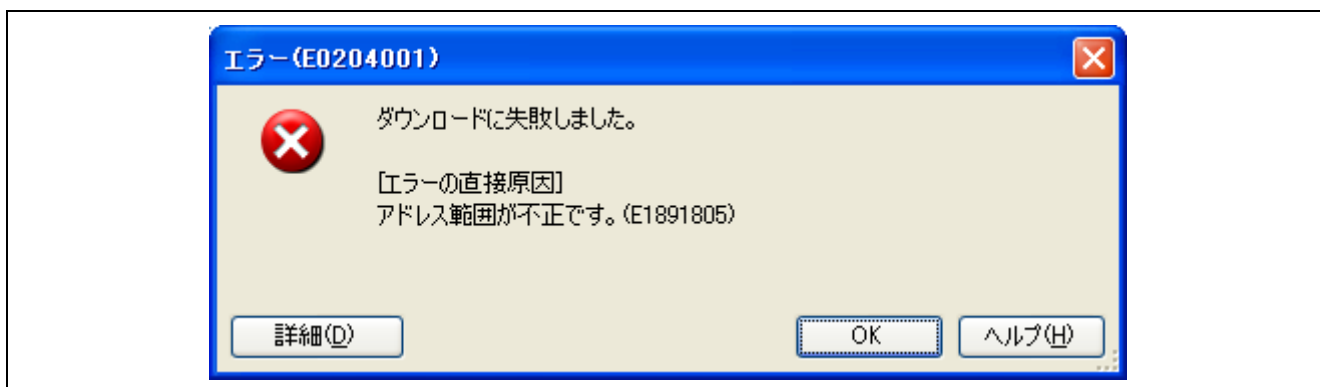 エラー(E0204001)
ダウンロードに失敗しました。
[エラーの直接原因]
アドレス範囲が不正です。(E1891805)
詳細(D)
OK
ヘルプ(H)